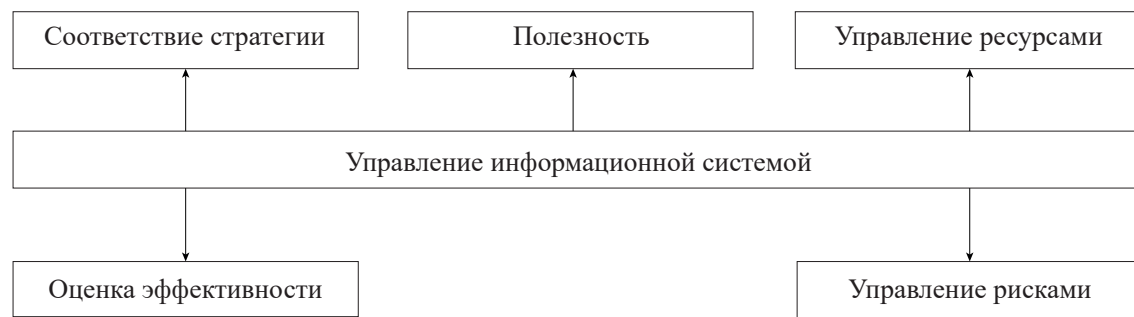 Соответствие стратегии
Полезность
Управление ресурсами
Управление информационной системой
Оценка эффективности
Управление рисками